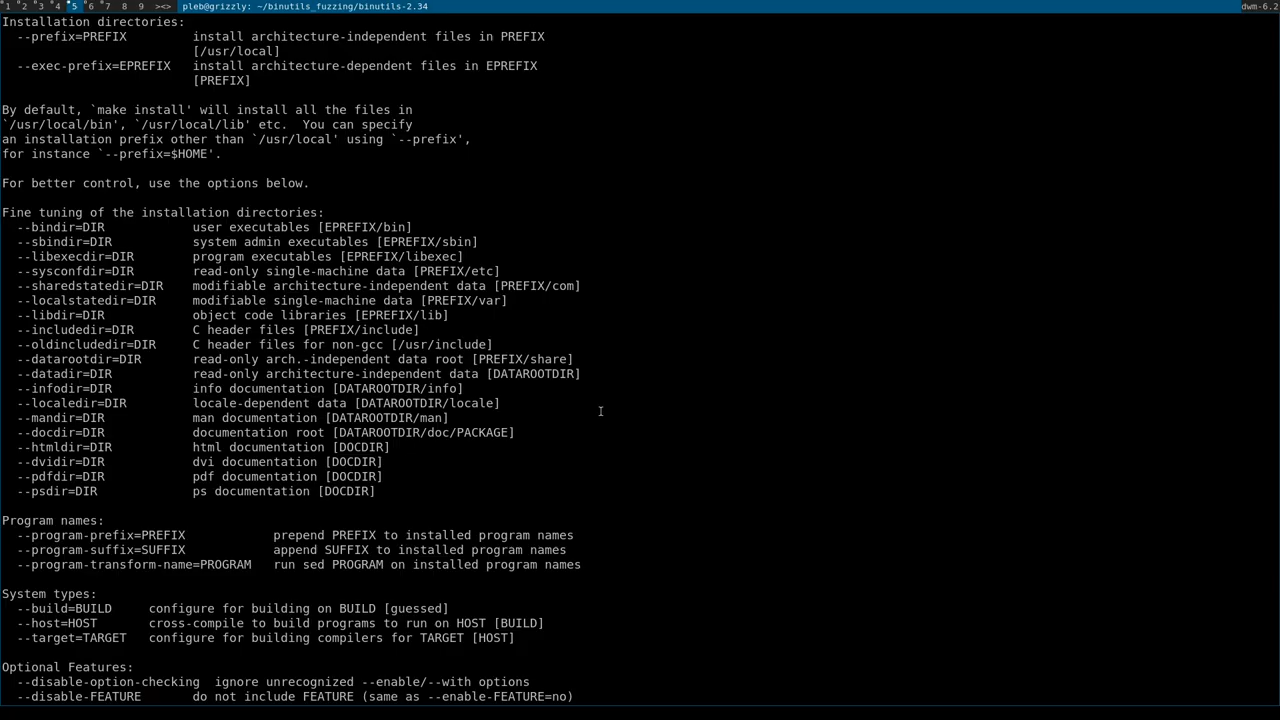 1 2 3 4 5 6 7 8 9 ><> pleb@grizzly: ~/binutils_fuzzing/binutils-2.34 dwm-6.2
Installation directories:
  --prefix=PREFIX         install architecture-independent files in PREFIX
                          [/usr/local]
  --exec-prefix=EPREFIX   install architecture-dependent files in EPREFIX
                          [PREFIX]

By default, `make install' will install all the files in
`/usr/local/bin', `/usr/local/lib' etc.  You can specify
an installation prefix other than `/usr/local' using `--prefix',
for instance `--prefix=$HOME'.

For better control, use the options below.

Fine tuning of the installation directories:
  --bindir=DIR            user executables [EPREFIX/bin]
  --sbindir=DIR           system admin executables [EPREFIX/sbin]
  --libexecdir=DIR        program executables [EPREFIX/libexec]
  --sysconfdir=DIR        read-only single-machine data [PREFIX/etc]
  --sharedstatedir=DIR    modifiable architecture-independent data [PREFIX/com]
  --localstatedir=DIR     modifiable single-machine data [PREFIX/var]
  --libdir=DIR            object code libraries [EPREFIX/lib]
  --includedir=DIR        C header files [PREFIX/include]
  --oldincludedir=DIR     C header files for non-gcc [/usr/include]
  --datarootdir=DIR       read-only arch.-independent data root [PREFIX/share]
  --datadir=DIR           read-only architecture-independent data [DATAROOTDIR]
  --infodir=DIR           info documentation [DATAROOTDIR/info]
  --localedir=DIR         locale-dependent data [DATAROOTDIR/locale]
  --mandir=DIR            man documentation [DATAROOTDIR/man]
  --docdir=DIR            documentation root [DATAROOTDIR/doc/PACKAGE]
  --htmldir=DIR           html documentation [DOCDIR]
  --dvidir=DIR            dvi documentation [DOCDIR]
  --pdfdir=DIR            pdf documentation [DOCDIR]
  --psdir=DIR             ps documentation [DOCDIR]

Program names:
  --program-prefix=PREFIX            prepend PREFIX to installed program names
  --program-suffix=SUFFIX            append SUFFIX to installed program names
  --program-transform-name=PROGRAM   run sed PROGRAM on installed program names

System types:
  --build=BUILD     configure for building on BUILD [guessed]
  --host=HOST       cross-compile to build programs to run on HOST [BUILD]
  --target=TARGET   configure for building compilers for TARGET [HOST]

Optional Features:
  --disable-option-checking  ignore unrecognized --enable/--with options
  --disable-FEATURE       do not include FEATURE (same as --enable-FEATURE=no)